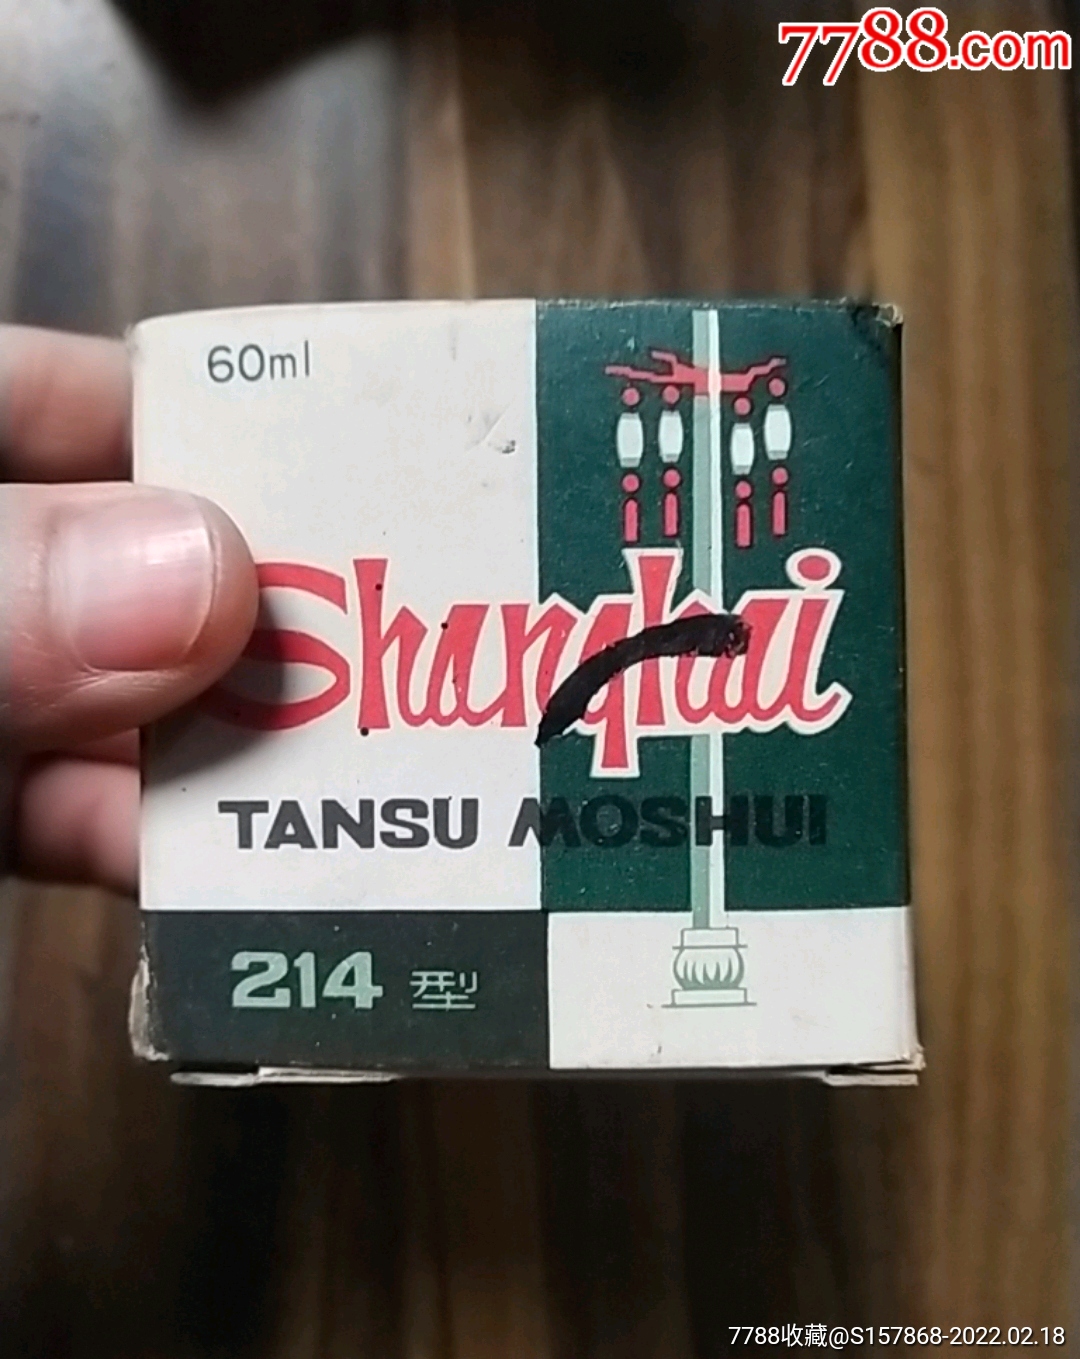 7788.com
60ml
Shanghai
TANSU MOSHUI
214 型
7788收藏@S157868-2022.02.18